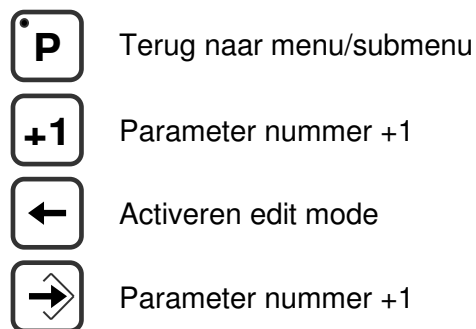 P Terug naar menu/submenu
+1 Parameter nummer +1
Activeren edit mode
Parameter nummer +1